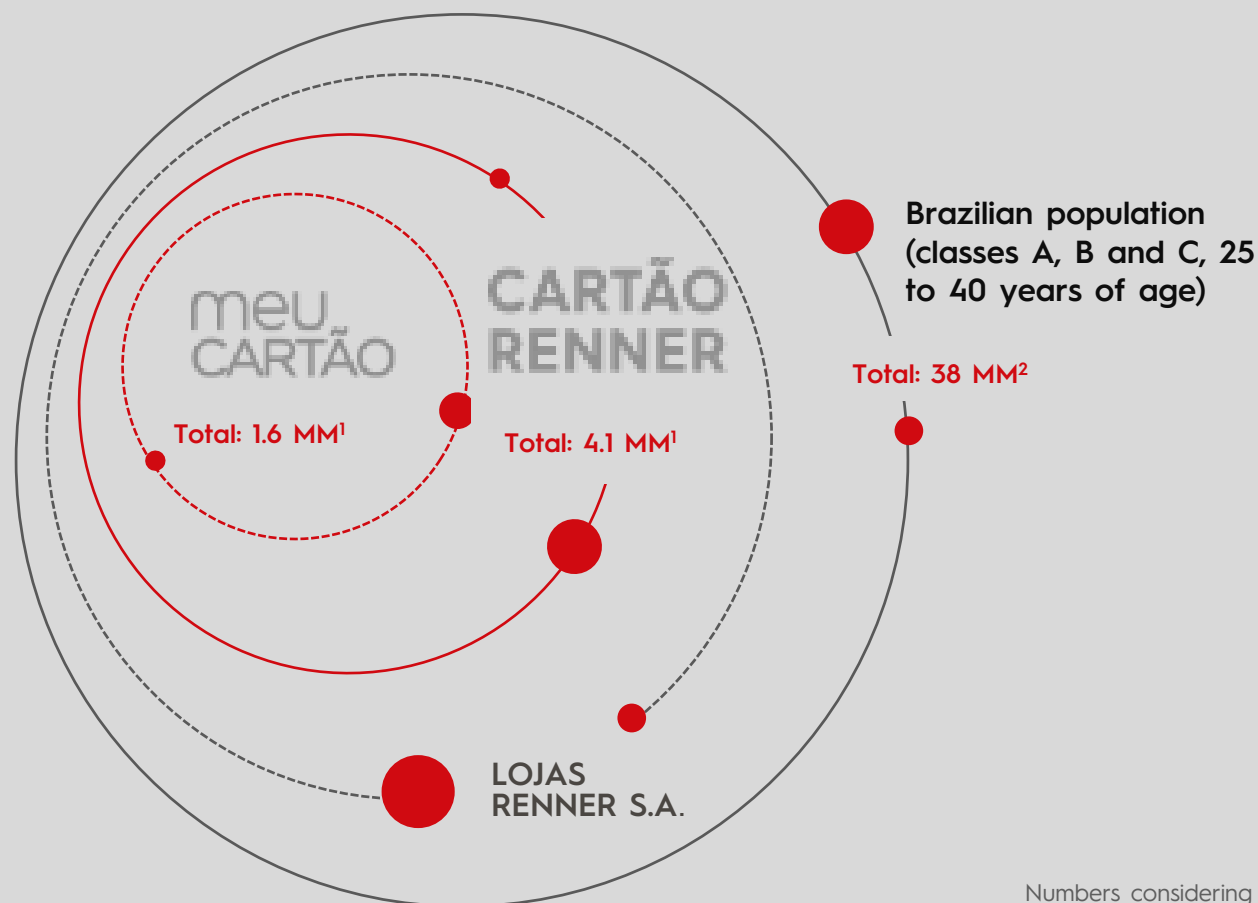 meu
CARTÃO
Total: 1.6 MM¹
CARTÃO
RENNER
Total: 4.1 MM¹
Brazilian population
(classes A, B and C, 25
to 40 years of age)
Total: 38 MM²
LOJAS
RENNER S.A.
Numbers considering